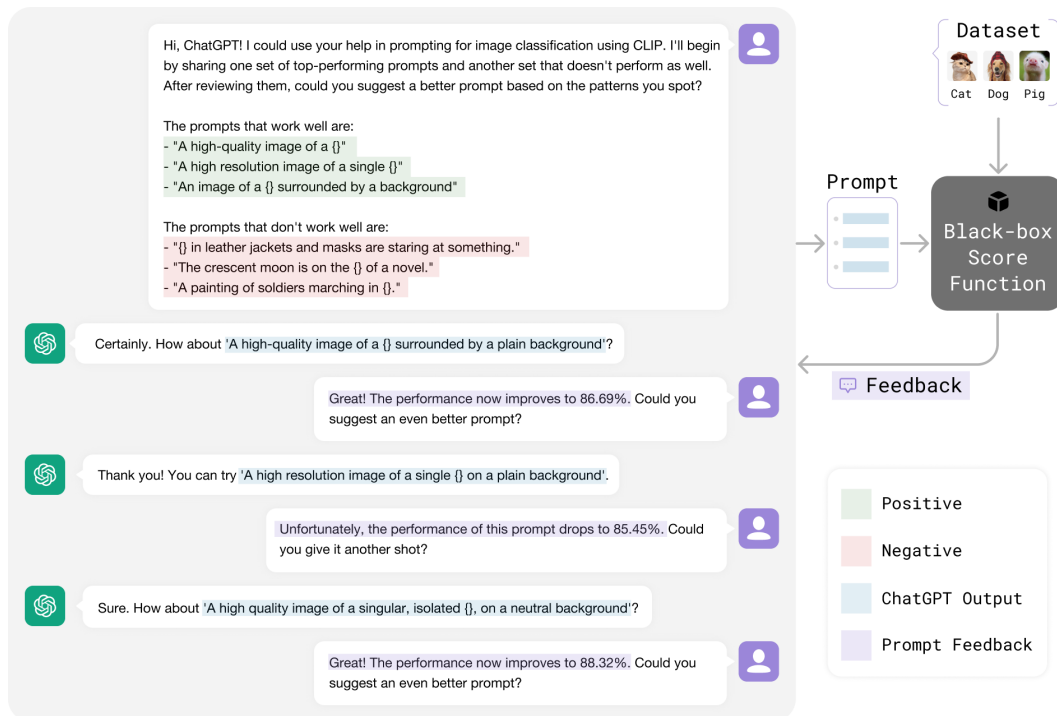 Hi, ChatGPT! I could use your help in prompting for image classification using CLIP. I'll begin
by sharing one set of top-performing prompts and another set that doesn't perform as well.
After reviewing them, could you suggest a better prompt based on the patterns you spot?
The prompts that work well are:
- "A high-quality image of a {}"
- "A high resolution image of a single {}"
- "An image of a {} surrounded by a background"
The prompts that don't work well are:
- "{} in leather jackets and masks are staring at something."
- "The crescent moon is on the {} of a novel."
- "A painting of soldiers marching in {}."
Certainly. How about 'A high-quality image of a {} surrounded by a plain background'?
Great! The performance now improves to 86.69%. Could you
suggest an even better prompt?
Thank you! You can try 'A high resolution image of a single {} on a plain background'.
Unfortunately, the performance of this prompt drops to 85.45%. Could
you give it another shot?
Sure. How about 'A high quality image of a singular, isolated {}, on a neutral background'?
Great! The performance now improves to 88.32%. Could you
suggest an even better prompt?
Dataset
Cat Dog Pig
Prompt
Black-box
Score
Function
Feedback
Positive
Negative
ChatGPT Output
Prompt Feedback